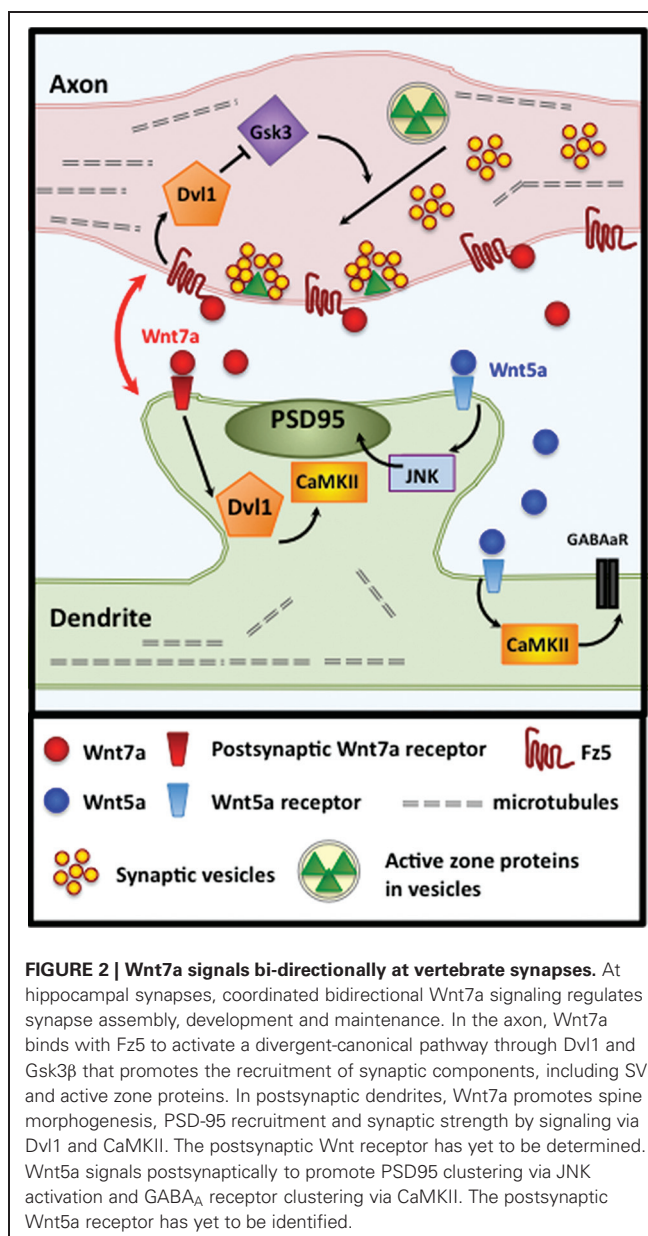 Axon
Gsk3
Dvl1
Wnt7a
Wnt5a
PSD95
CaMKII
JNK
Dvl1
GABAaR
Dendrite
CaMKII
Wnt7a
Postsynaptic Wnt7a receptor
Fz5
Wnt5a
Wnt5a receptor
microtubules
Synaptic vesicles
Active zone proteins
in vesicles
FIGURE 2 | Wnt7a signals bi-directionally at vertebrate synapses. At
hippocampal synapses, coordinated bidirectional Wnt7a signaling regulates
synapse assembly, development and maintenance. In the axon, Wnt7a
binds with Fz5 to activate a divergent-canonical pathway through Dvl1 and
Gsk3β that promotes the recruitment of synaptic components, including SV
and active zone proteins. In postsynaptic dendrites, Wnt7a promotes spine
morphogenesis, PSD-95 recruitment and synaptic strength by signaling via
Dvl1 and CaMKII. The postsynaptic Wnt receptor has yet to be determined.
Wnt5a signals postsynaptically to promote PSD95 clustering via JNK
activation and GABAA receptor clustering via CaMKII. The postsynaptic
Wnt5a receptor has yet to be identified.